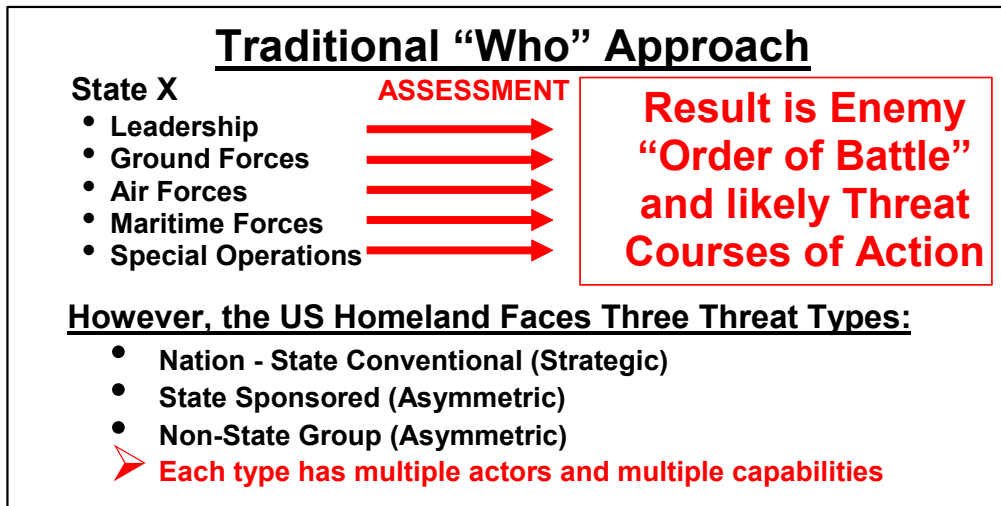 Traditional “Who” Approach
State X
ASSESSMENT
• Leadership
• Ground Forces
• Air Forces
• Maritime Forces
• Special Operations
Result is Enemy
“Order of Battle”
and likely Threat
Courses of Action
However, the US Homeland Faces Three Threat Types:
• Nation - State Conventional (Strategic)
• State Sponsored (Asymmetric)
• Non-State Group (Asymmetric)
➢ Each type has multiple actors and multiple capabilities